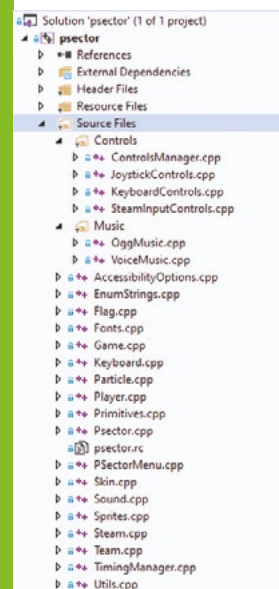 Solution 'psector' (1 of 1 project)
psector
References
External Dependencies
Header Files
Resource Files
Source Files
Controls
ControlsManager.cpp
JoystickControls.cpp
KeyboardControls.cpp
SteamInputControls.cpp
Music
OggMusic.cpp
VoiceMusic.cpp
AccessibilityOptions.cpp
EnumStrings.cpp
Flag.cpp
Fonts.cpp
Game.cpp
Keyboard.cpp
Particle.cpp
Player.cpp
Primitives.cpp
Psector.cpp
psector.rc
PSectorMenu.cpp
Skin.cpp
Sound.cpp
Sprites.cpp
Steam.cpp
Team.cpp
TimingManager.cpp
Utils.cpp